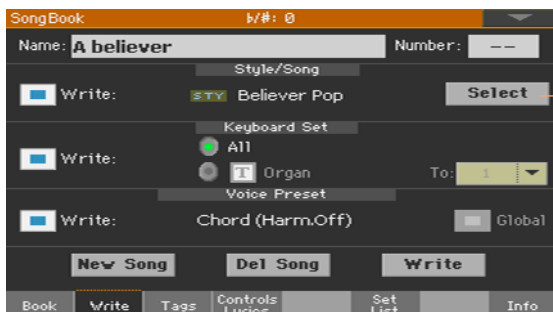 SongBook ♭/#: 0
Name: A believer Number: --
Style/Song
Write: STY Believer Pop Select
Keyboard Set
All
Write:
T Organ To: 1
Voice Preset
Write: Chord (Harm.Off) Global
New Song Del Song Write
Book Write Tags Controls Lyrics Set List Info